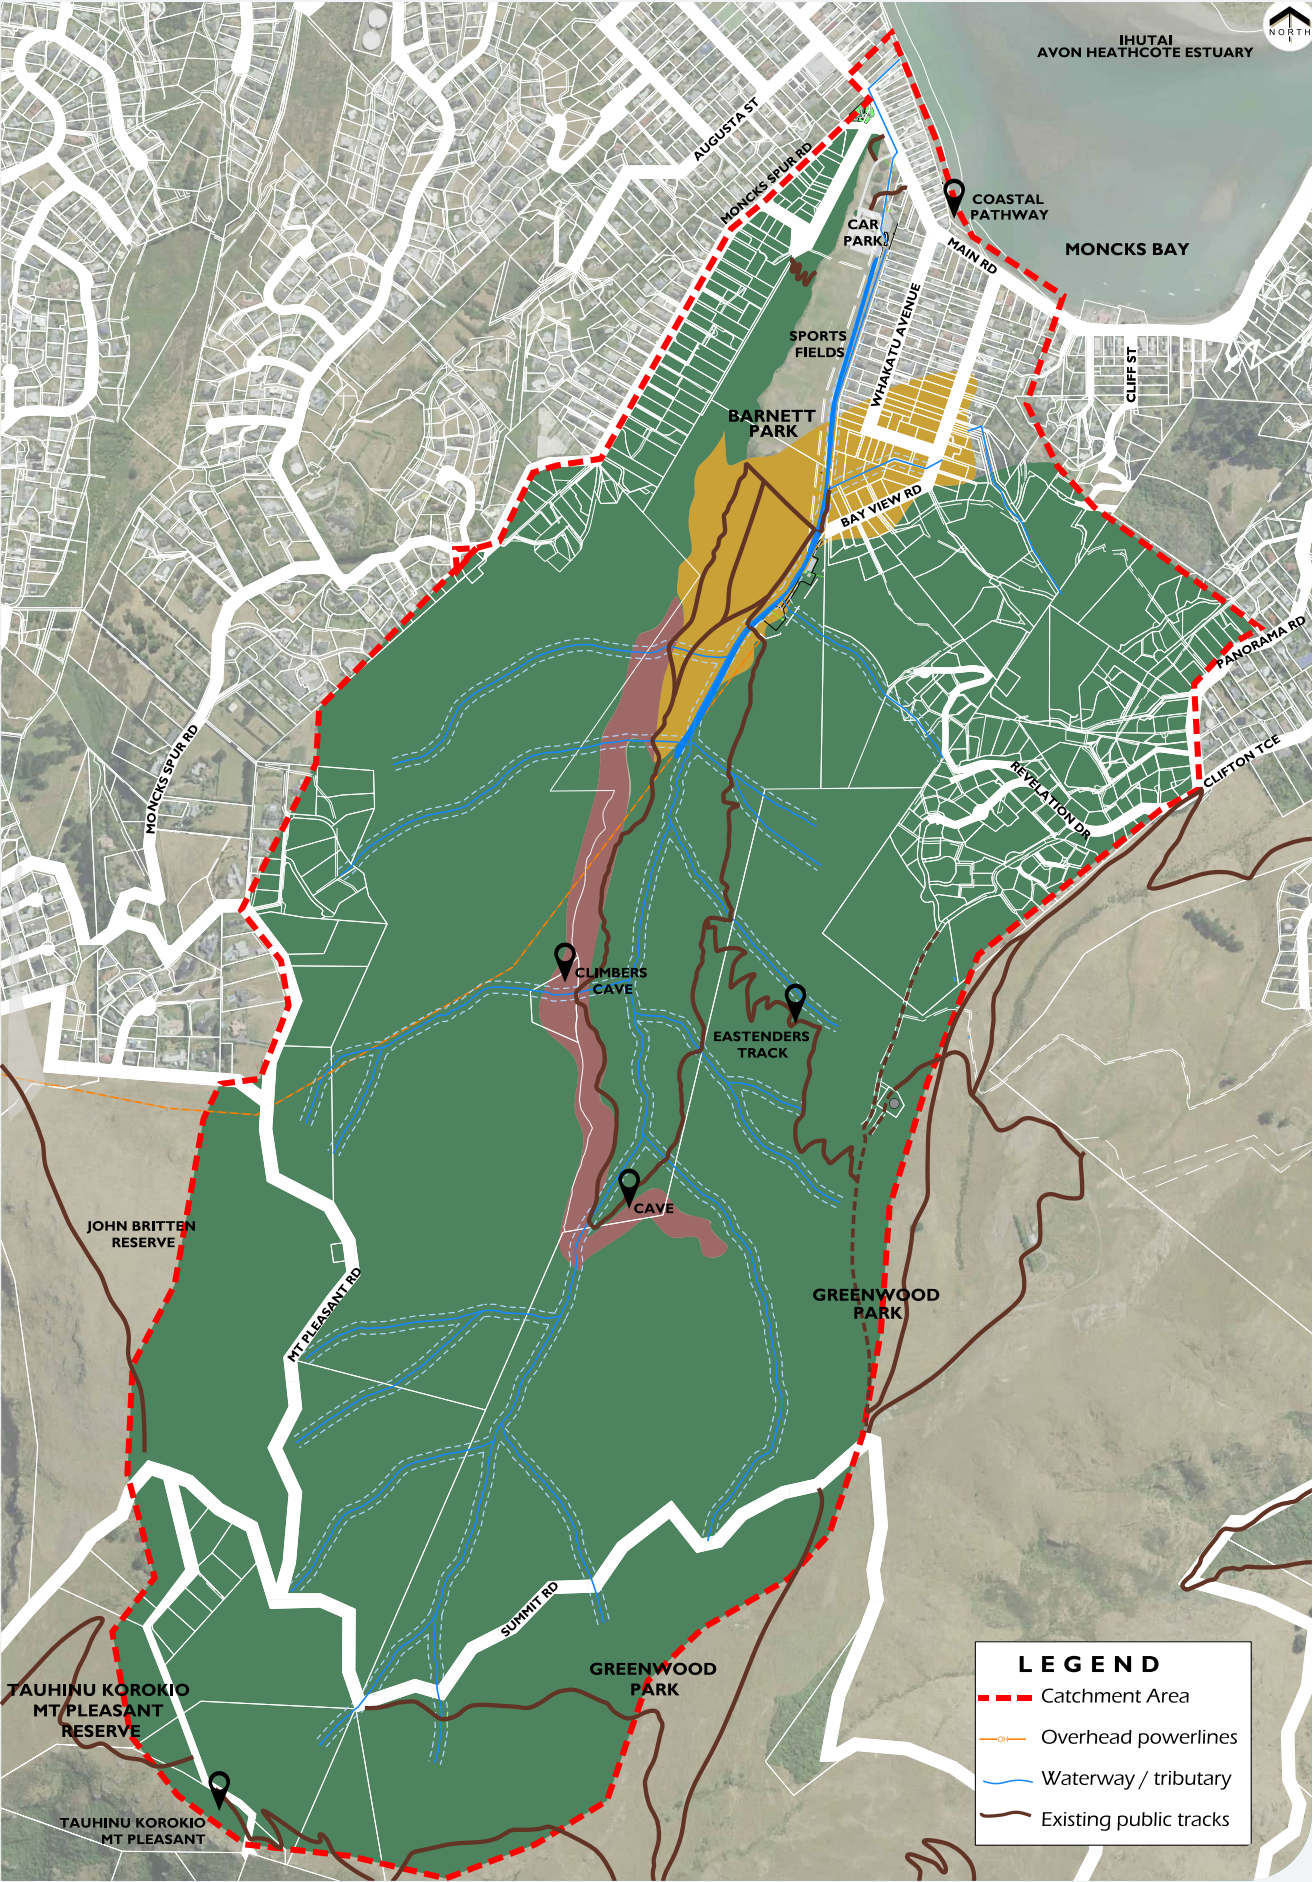 NORTH
IHUTAI
AVON HEATHCOTE ESTUARY
AUGUSTA ST
MONCKS SPUR RD
COASTAL
PATHWAY
CAR
PARK
MAIN RD
MONCKS BAY
SPORTS
FIELDS
WHAKATU AVENUE
CLIFF ST
BARNETT
PARK
BAY VIEW RD
PANORAMA RD
MONCKS SPUR RD
CLIFTON TCE
REVELATION DR
CLIMBERS
CAVE
EASTENDERS
TRACK
CAVE
JOHN BRITTEN
RESERVE
MT PLEASANT RD
GREENWOOD
PARK
SUMMIT RD
GREENWOOD
PARK
TAUHINU KOROKIO
MT PLEASANT
RESERVE
TAUHINU KOROKIO
MT PLEASANT
LEGEND
Catchment Area
OH
Overhead powerlines
Waterway / tributary
Existing public tracks